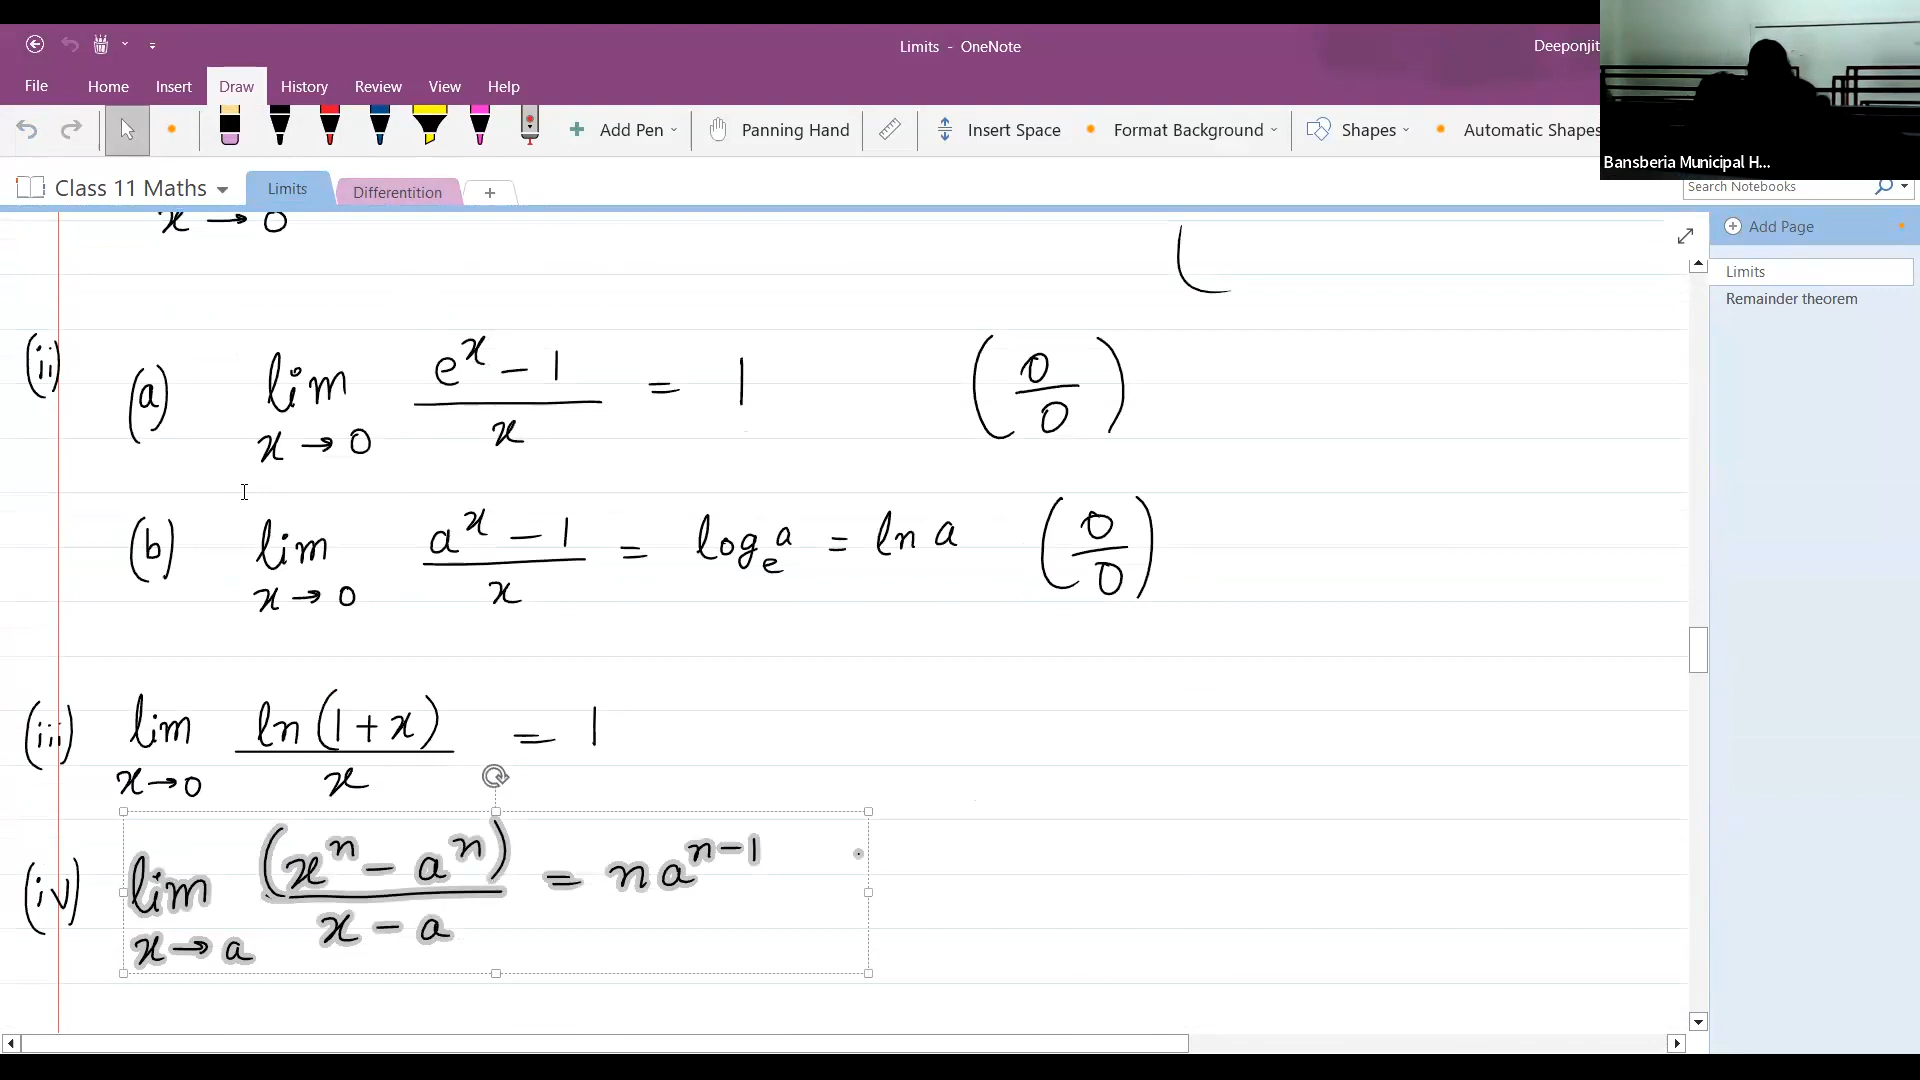 Limits - OneNote
Deeponjit
File Home Insert Draw History Review View Help
Add Pen Panning Hand Insert Space Format Background Shapes Automatic Shapes
Bansberia Municipal H...
Class 11 Maths Limits Differentition +
Search Notebooks
Add Page
Limits
Remainder theorem
x → 0
(
(ii) (a) lim e^x - 1 / x = 1 (0/0)
x → 0
(b) lim a^x - 1 / x = log_e a = ln a (0/0)
x → 0
(iii) lim ln (1 + x) / x = 1
x → 0
(iv) lim (x^n - a^n) / x - a = n a^n-1
x → a